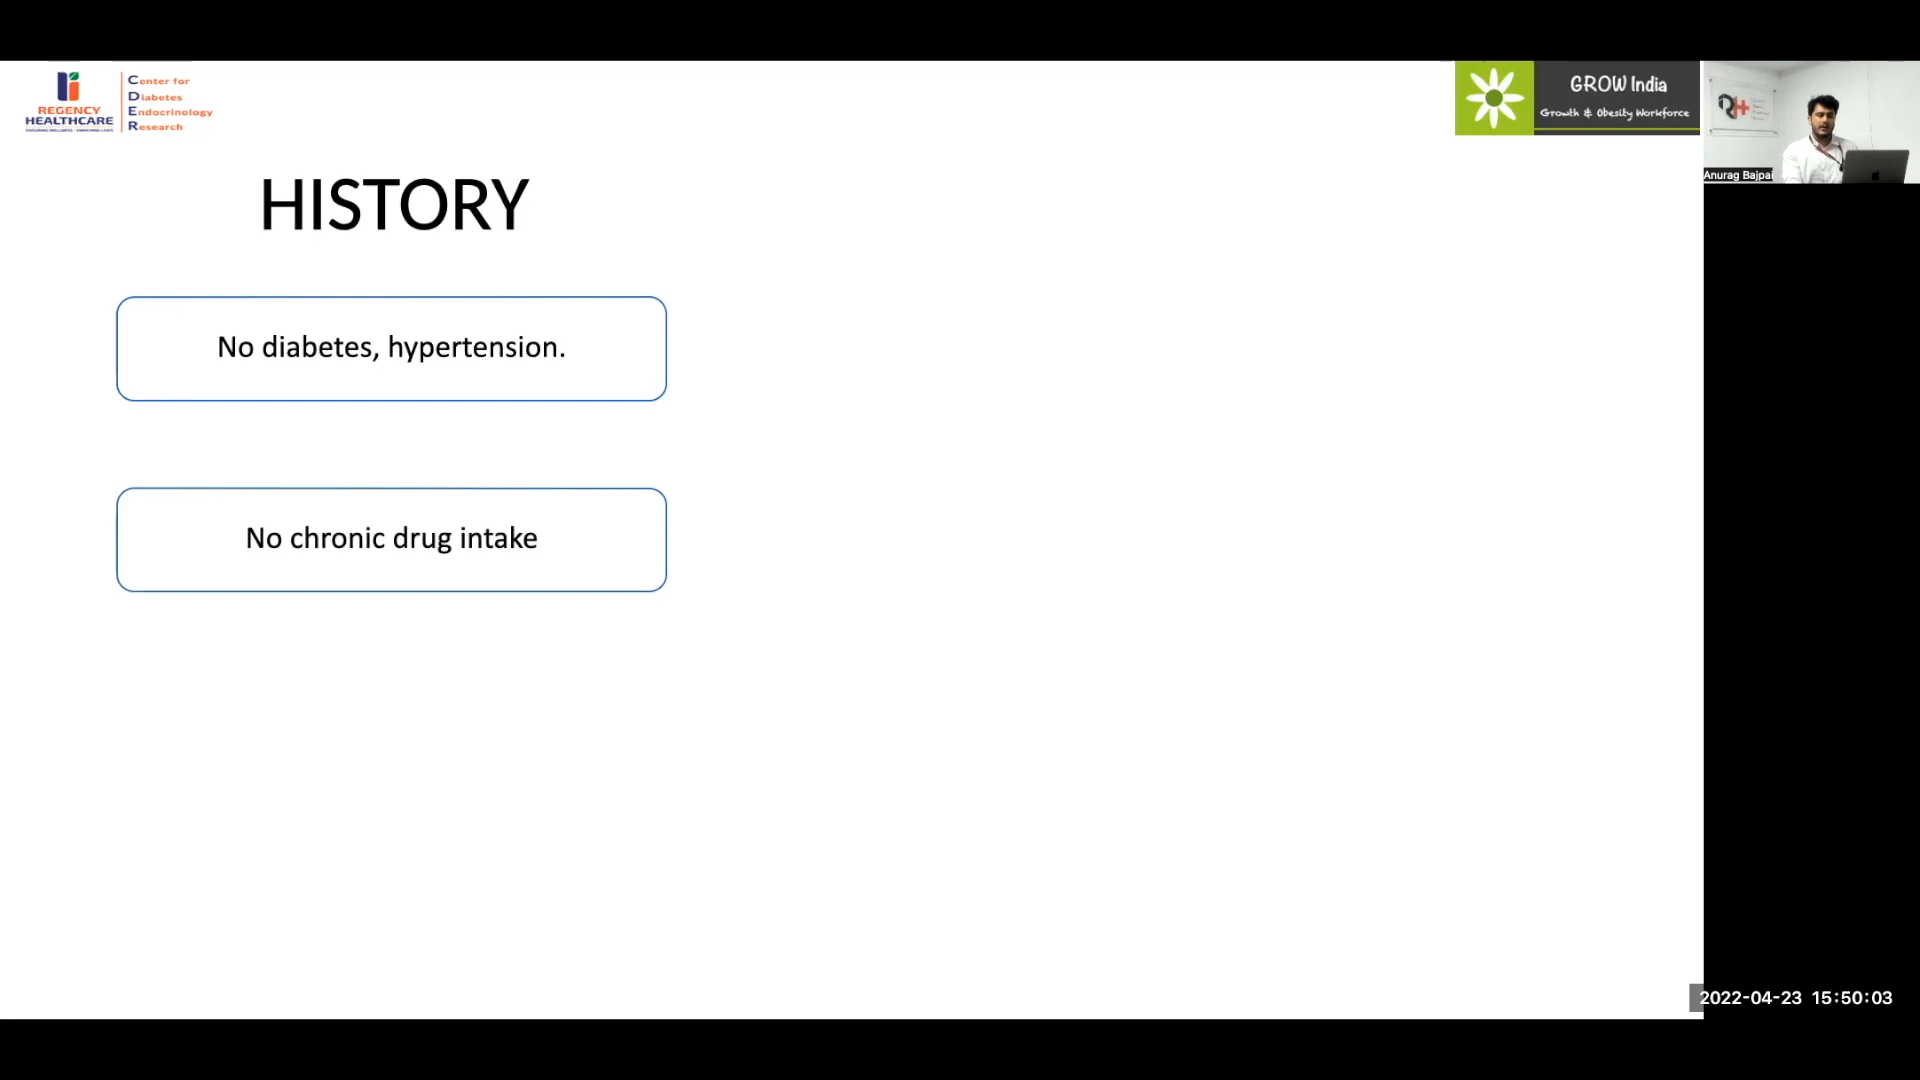 REGENCY
HEALTHCARE
Center for
Diabetes
Endocrinology
Research
GROW India
Growth & Obesity Workforce
Anurag Bajpai
HISTORY
No diabetes, hypertension.
No chronic drug intake
2022-04-23 15:50:03